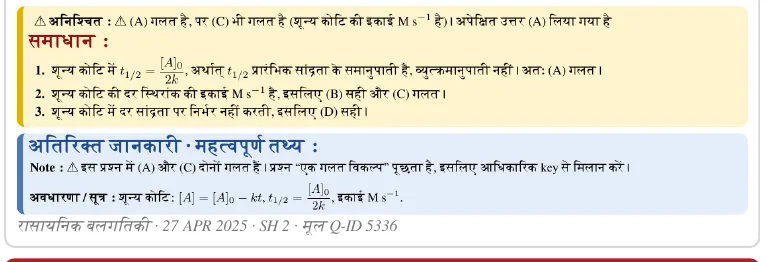 ⚠ अनिश्चित : ⚠ (A) गलत है, पर (C) भी गलत है (शून्य कोटि की इकाई M s⁻¹ है)। अपेक्षित उत्तर (A) लिया गया है
समाधान :
1. शून्य कोटि में t₁/₂ = [A]₀/2k, अर्थात् t₁/₂ प्रारंभिक सांद्रता के समानुपाती है, व्युत्क्रमानुपाती नहीं। अतः (A) गलत।
2. शून्य कोटि की दर स्थिरांक की इकाई M s⁻¹ है, इसलिए (B) सही और (C) गलत।
3. शून्य कोटि में दर सांद्रता पर निर्भर नहीं करती, इसलिए (D) सही।
अतिरिक्त जानकारी · महत्वपूर्ण तथ्य :
Note : ⚠ इस प्रश्न में (A) और (C) दोनों गलत हैं। प्रश्न “एक गलत विकल्प” पूछता है, इसलिए आधिकारिक key से मिलान करें।
अवधारणा / सूत्र : शून्य कोटि: [A] = [A]₀ − kt, t₁/₂ = [A]₀/2k, इकाई M s⁻¹.
रासायनिक बलगतिकी · 27 APR 2025 · SH 2 · मूल Q-ID 5336